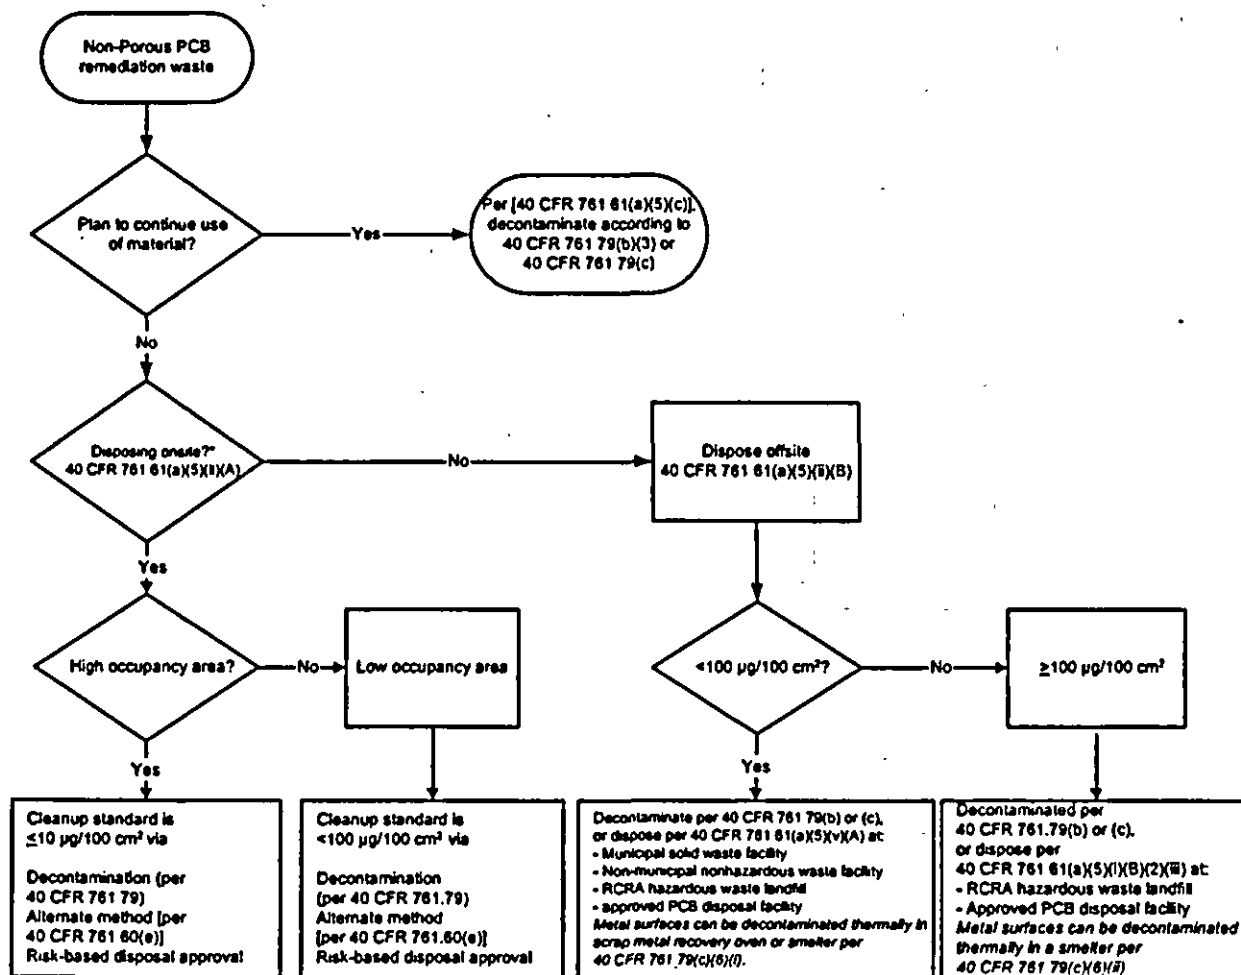 Non-Porous PCB
remediation waste
Plan to continue use
of material?
Yes
Per [40 CFR 761 61(a)(5)(c)],
decontaminate according to
40 CFR 761 79(b)(3) or
40 CFR 761 79(c)
No
Disposing onsite?*
40 CFR 761 61(a)(5)(ii)(A)
No
Dispose offsite
40 CFR 761 61(a)(5)(ii)(B)
Yes
High occupancy area?
No
Low occupancy area
<100 µg/100 cm²?
No
≥100 µg/100 cm²
Yes
Yes
Cleanup standard is
≤10 µg/100 cm² via
Decontamination (per
40 CFR 761 79)
Alternate method [per
40 CFR 761 60(e)]
Risk-based disposal approval
Cleanup standard is
<100 µg/100 cm² via
Decontamination
(per 40 CFR 761.79)
Alternate method
[per 40 CFR 761.60(e)]
Risk-based disposal approval
Decontaminate per 40 CFR 761 79(b) or (c),
or dispose per 40 CFR 761 61(a)(5)(v)(A) at:
- Municipal solid waste facility
- Non-municipal nonhazardous waste facility
- RCRA hazardous waste landfill
- approved PCB disposal facility
Metal surfaces can be decontaminated thermally in
scrap metal recovery oven or smelter per
40 CFR 761 79(c)(6)(i).
Decontaminated per
40 CFR 761.79(b) or (c),
or dispose per
40 CFR 761 61(a)(5)(i)(B)(2)(iii) at:
- RCRA hazardous waste landfill
- Approved PCB disposal facility
Metal surfaces can be decontaminated
thermally in a smelter per
40 CFR 761 79(c)(6)(ii)